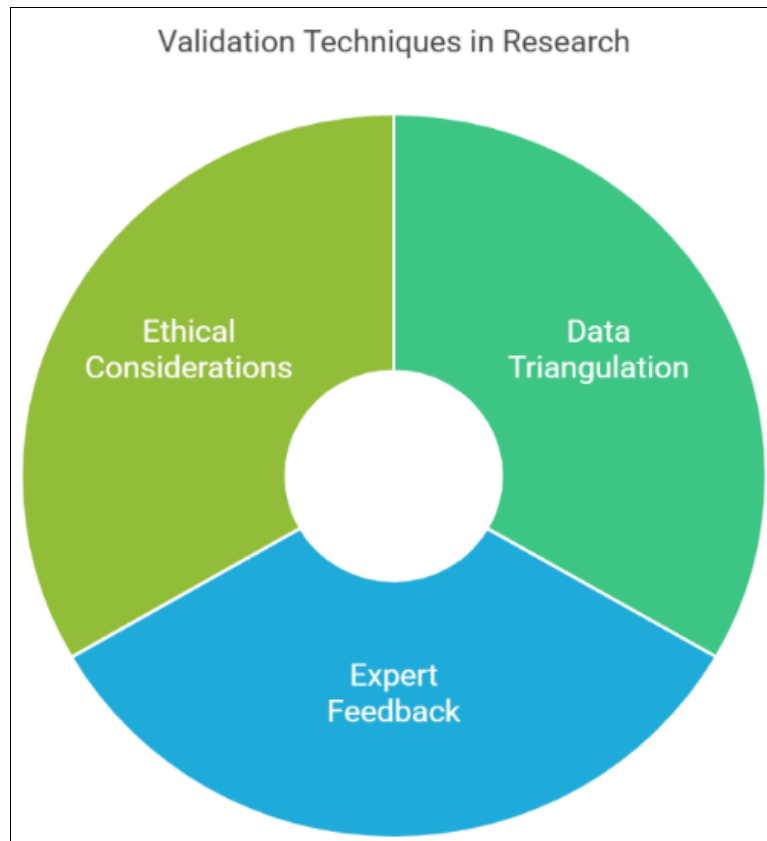 Validation Techniques in Research
Ethical
Considerations
Data
Triangulation
Expert
Feedback